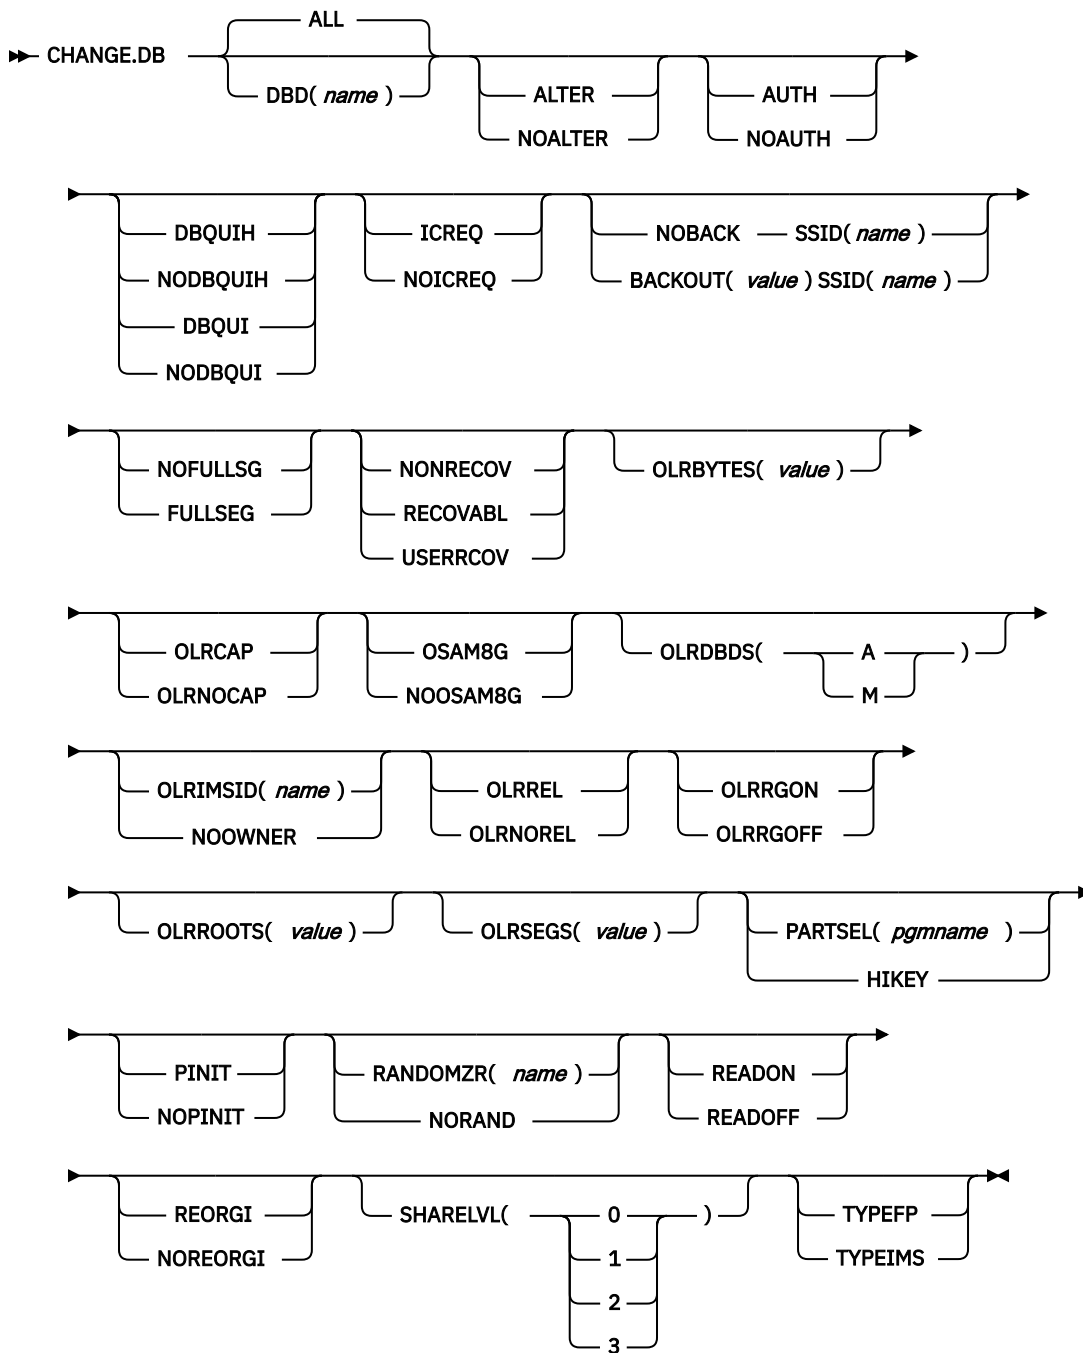 ALL
CHANGE.DB
DBD( name )
ALTER
NOALTER
AUTH
NOAUTH
DBQUIH
NODBQUIH
DBQUI
NODBQUI
ICREQ
NOICREQ
NOBACK SSID( name )
BACKOUT( value ) SSID( name )
NOFULLSG
FULLSEG
NONRECOV
RECOVABL
USERRCOV
OLRBYTES( value )
OLRCAP
OLRNOCAP
OSAM8G
NOOSAM8G
OLRDBDS( A )
M
OLRIMSID( name )
NOOWNER
OLRREL
OLRNOREL
OLRRGON
OLRRGOFF
OLRROOTS( value )
OLRSEGS( value )
PARTSEL( pgmname )
HIKEY
PINIT
NOPINIT
RANDOMZR( name )
NORAND
READON
READOFF
REORGI
NOREORGI
SHARELVL( 0 )
1
2
3
TYPEFP
TYPEIMS